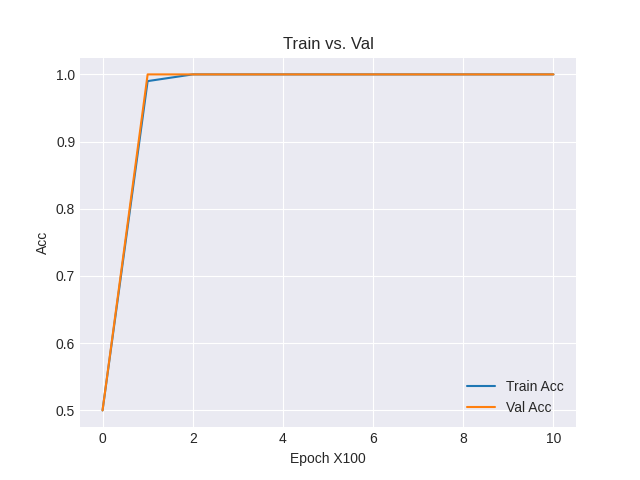 Train vs. Val
1.0
0.9
0.8
0.7
0.6
0.5
Acc
0 2 4 6 8 10
Epoch X100
Train Acc
Val Acc